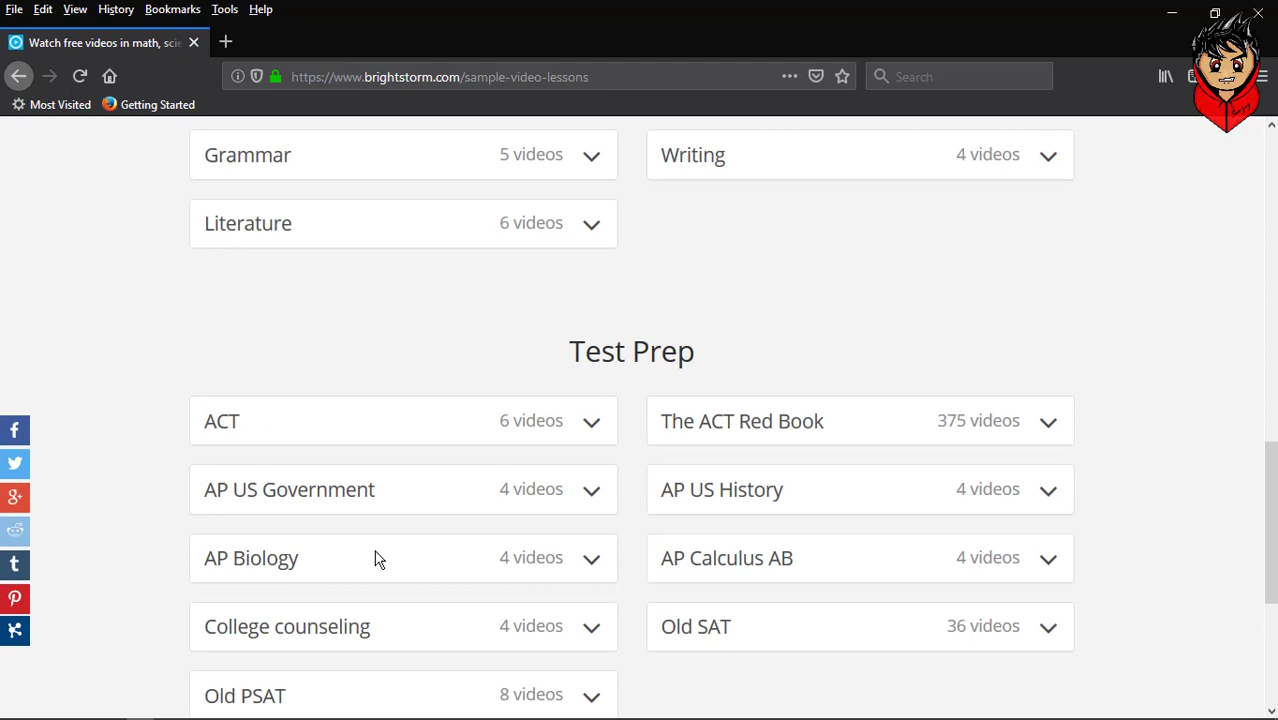 File Edit View History Bookmarks Tools Help
Watch free videos in math, scie
https://www.brightstorm.com/sample-video-lessons
Search
Most Visited Getting Started
Grammar 5 videos
Writing 4 videos
Literature 6 videos
Test Prep
ACT 6 videos
The ACT Red Book 375 videos
AP US Government 4 videos
AP US History 4 videos
AP Biology 4 videos
AP Calculus AB 4 videos
College counseling 4 videos
Old SAT 36 videos
Old PSAT 8 videos